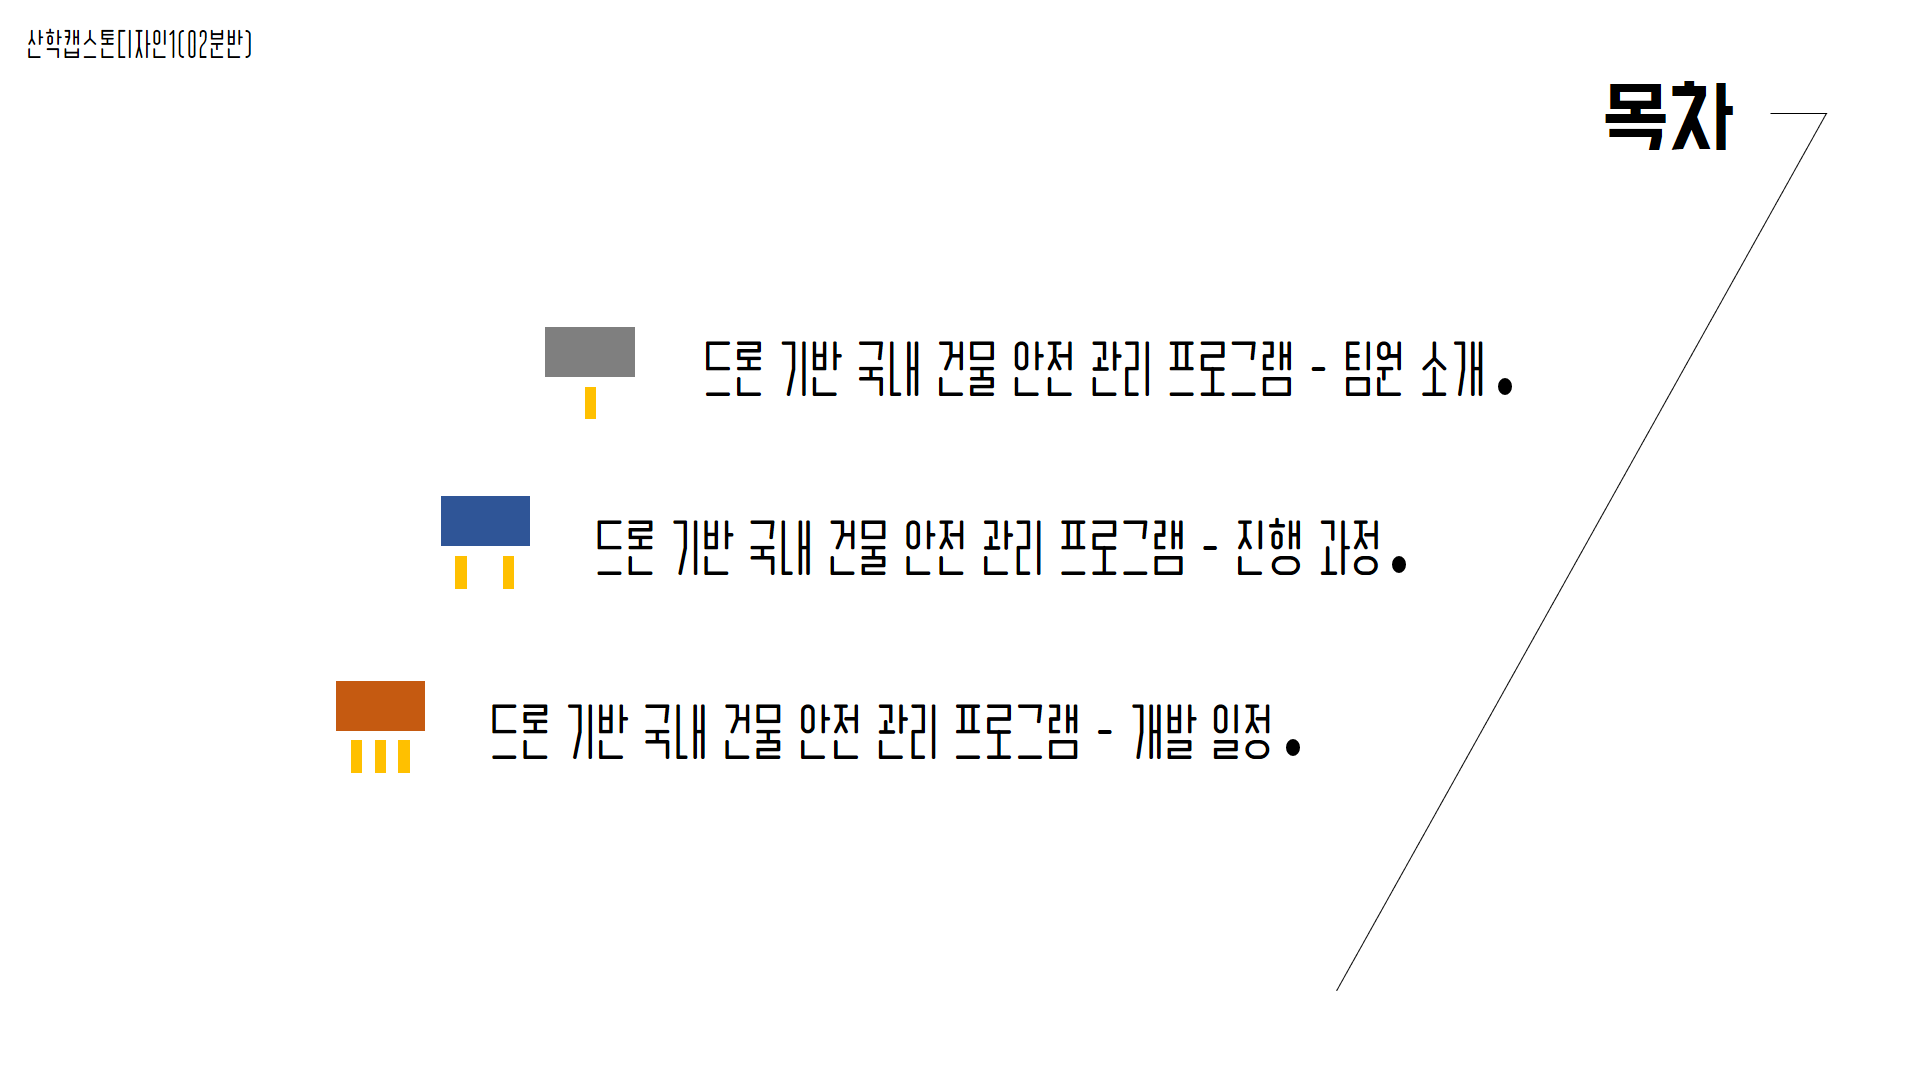 산학캡스톤디자인1(02분반)
목차
드론 기반 국내 건물 안전 관리 프로그램 - 팀원 소개
드론 기반 국내 건물 안전 관리 프로그램 - 진행 과정
드론 기반 국내 건물 안전 관리 프로그램 - 개발 일정